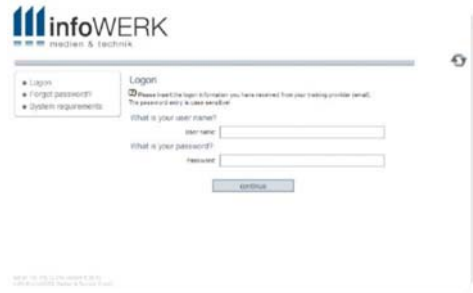 infoWERK
medien & technik
Logon
Forgot password?
System requirements
Logon
Please insert the logon information you have received from your training provider (email).
The password entry is case sensitive!
What is your user name?
User name
What is your password?
Password
continue